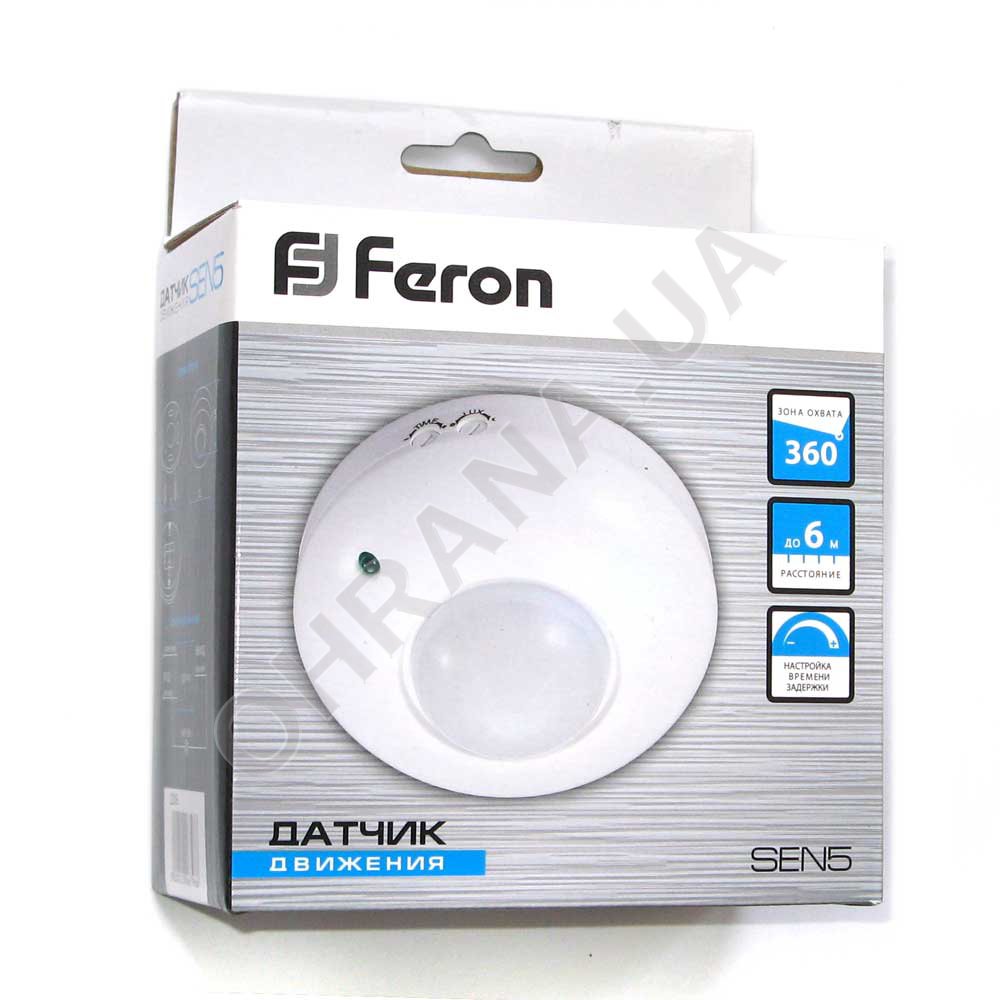 Feron
ДАТЧИК
ДВИЖЕНИЯ
SEN5
TIME
LUX
ЗОНА ОХВАТА
360
ДО 6 М
РАССТОЯНИЕ
- +
НАСТРОЙКА
ВРЕМЕНИ
ЗАДЕРЖКИ
ДАТЧИК
ДВИЖЕНИЯ
SEN5
OHRANA.UA